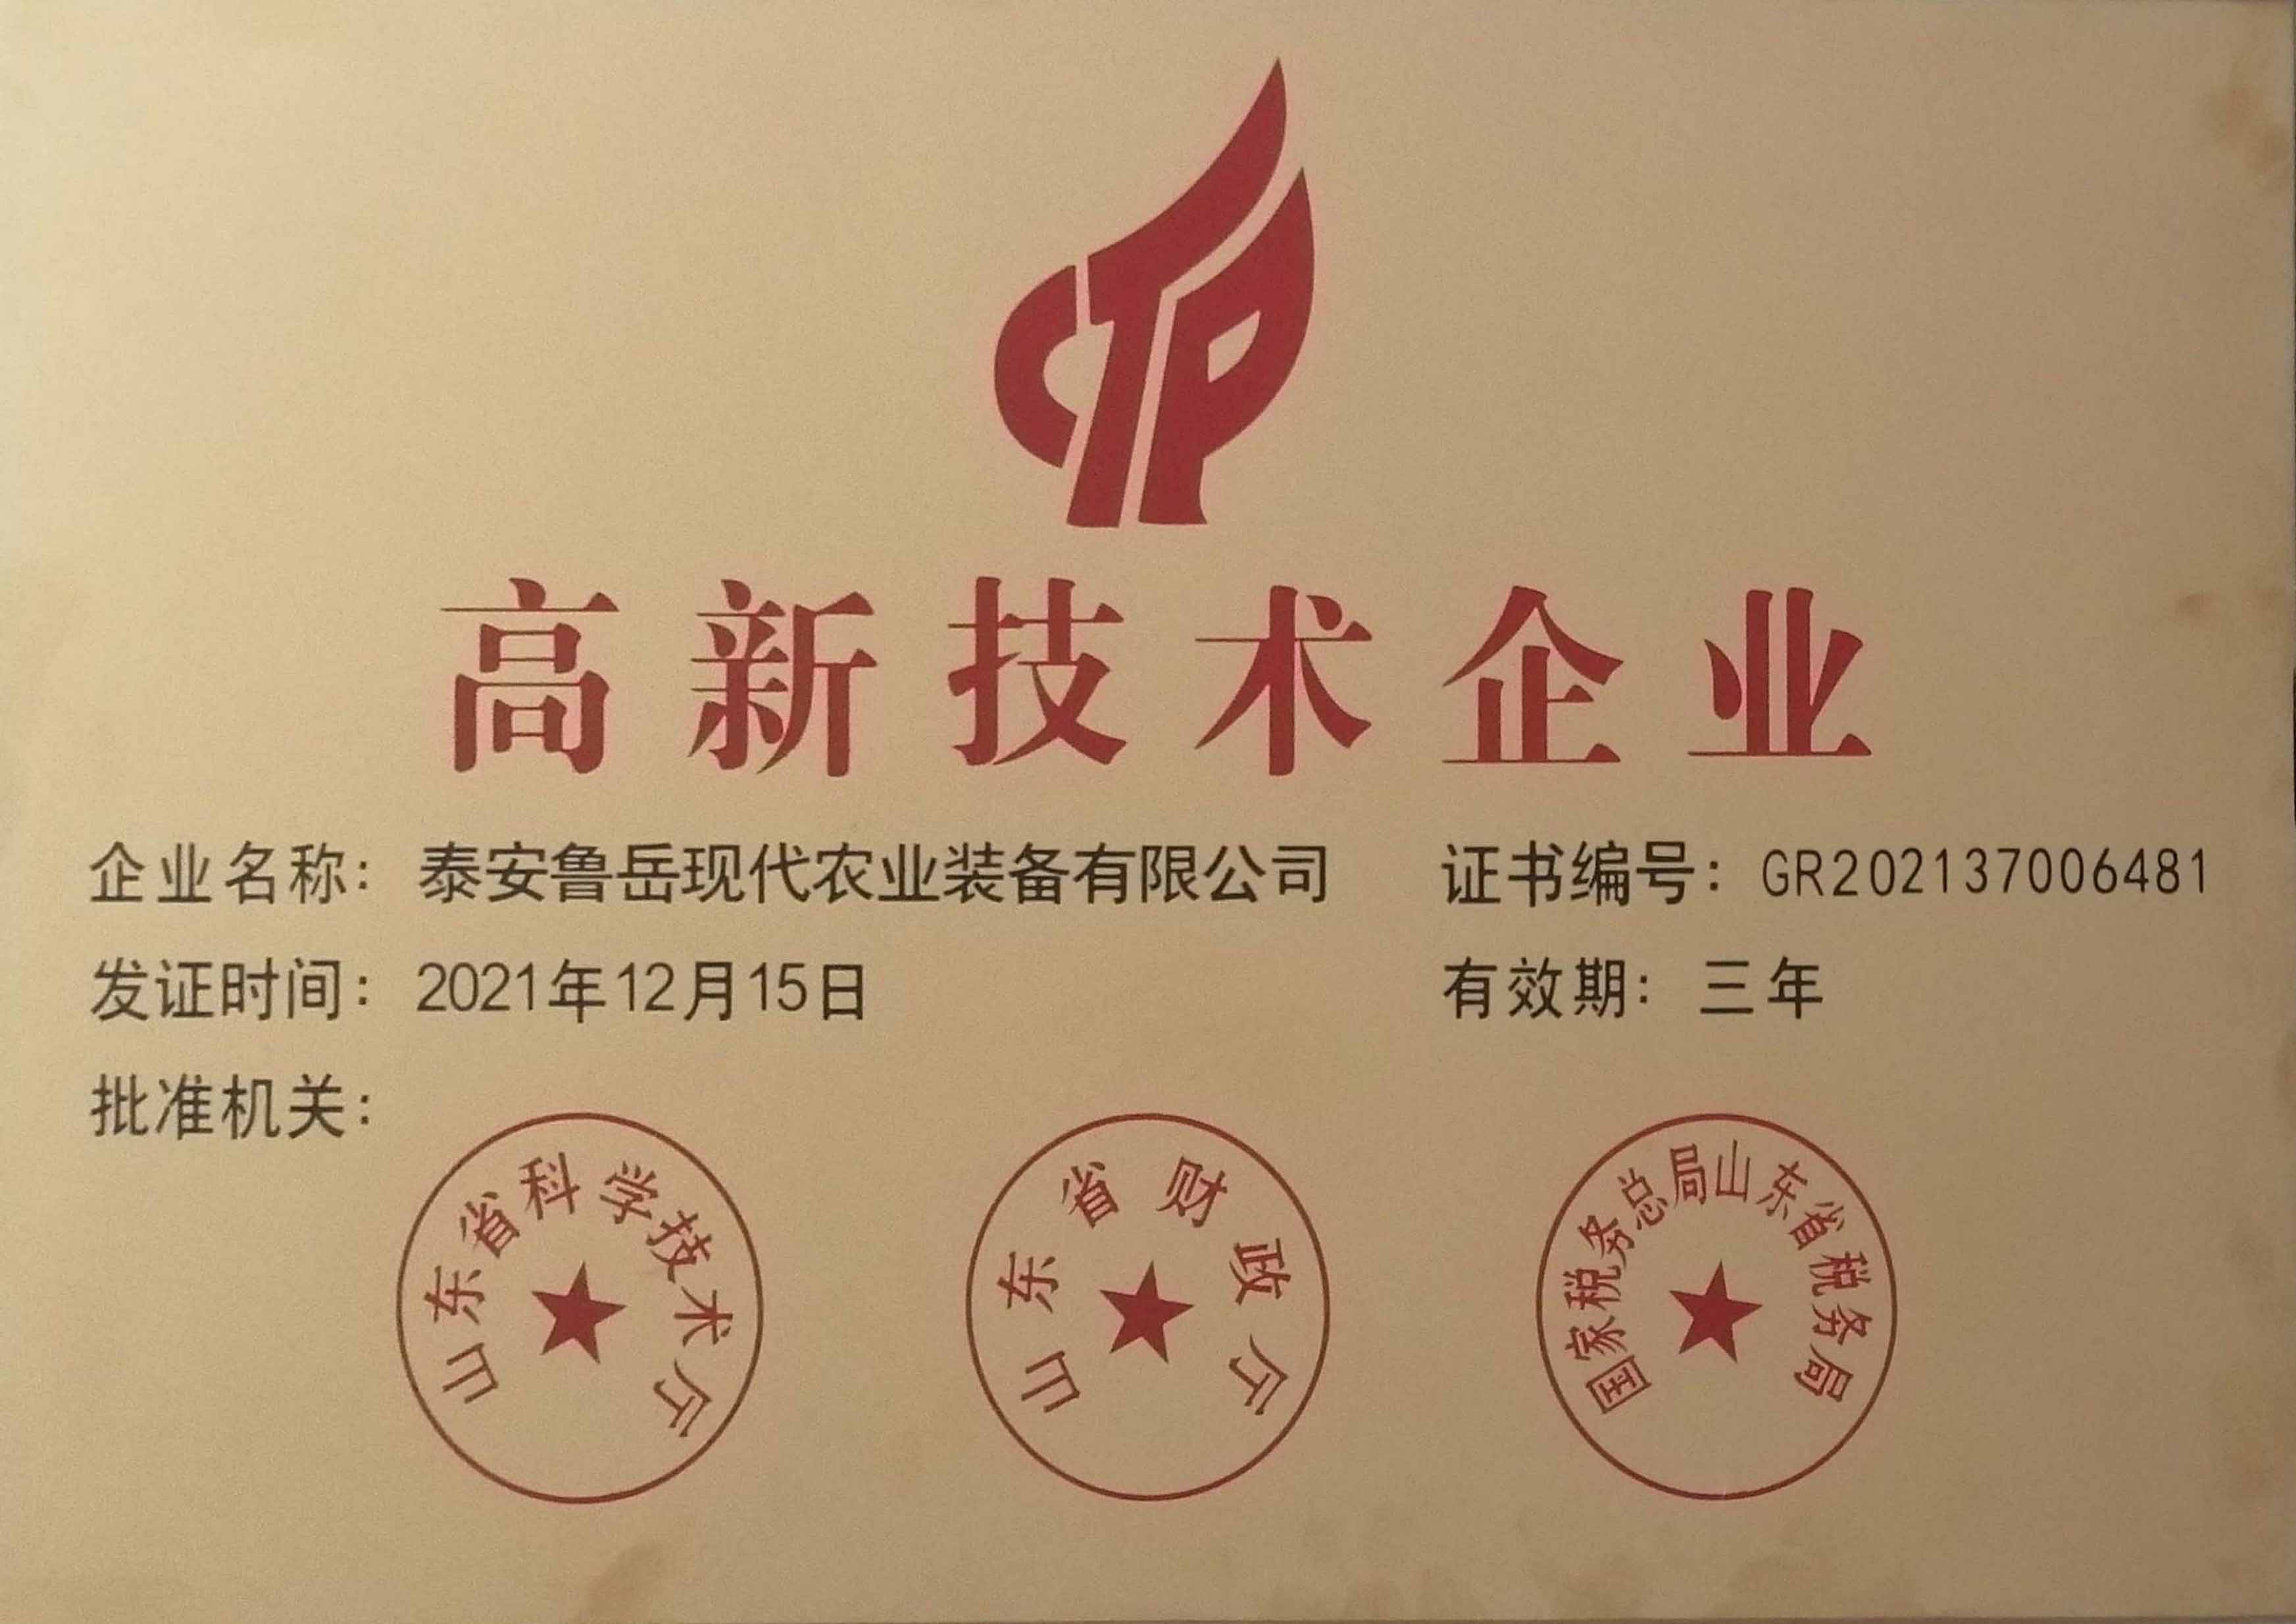 CTP
高新技术企业
企业名称：泰安鲁岳现代农业装备有限公司
证书编号：GR202137006481
发证时间：2021年12月15日
有效期：三年
批准机关：
山东省科学技术厅
山东省财政厅
国家税务总局山东省税务局